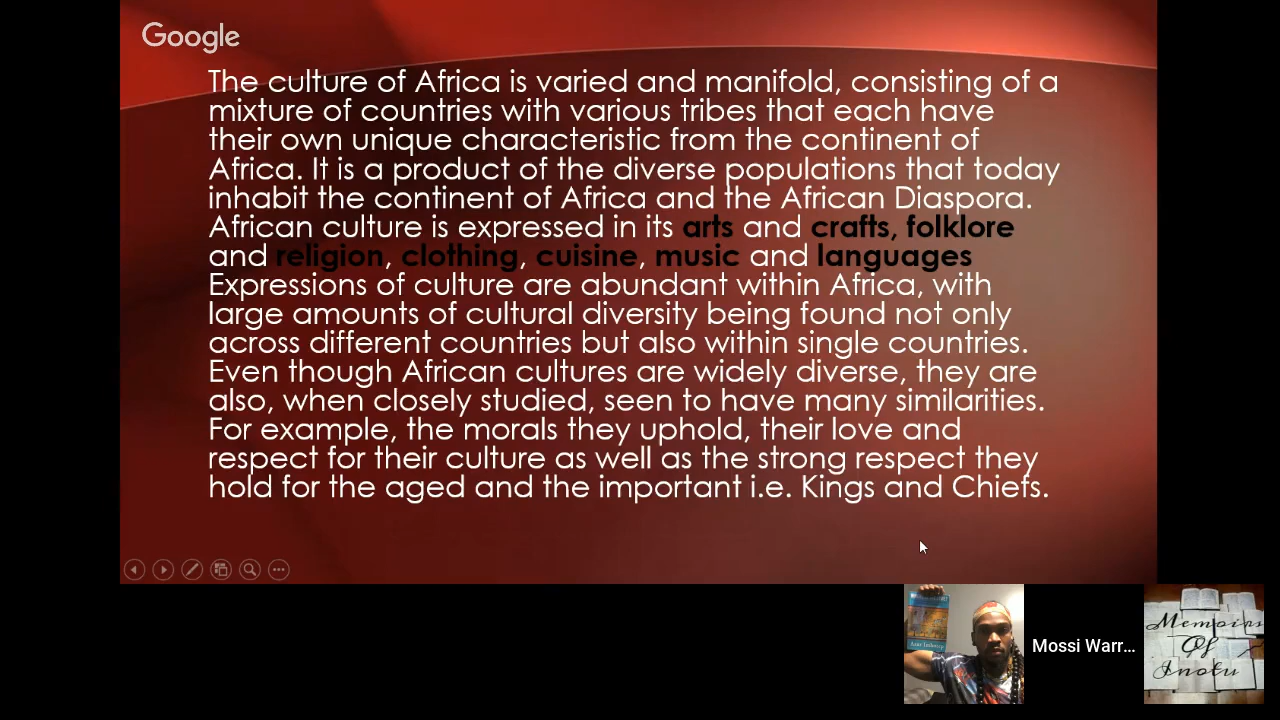 Google
The culture of Africa is varied and manifold, consisting of a
mixture of countries with various tribes that each have
their own unique characteristic from the continent of
Africa. It is a product of the diverse populations that today
inhabit the continent of Africa and the African Diaspora.
African culture is expressed in its arts and crafts, folklore
and religion, clothing, cuisine, music and languages
Expressions of culture are abundant within Africa, with
large amounts of cultural diversity being found not only
across different countries but also within single countries.
Even though African cultures are widely diverse, they are
also, when closely studied, seen to have many similarities.
For example, the morals they uphold, their love and
respect for their culture as well as the strong respect they
hold for the aged and the important i.e. Kings and Chiefs.
Mossi Warr...
Memoirs
Of
Inotu